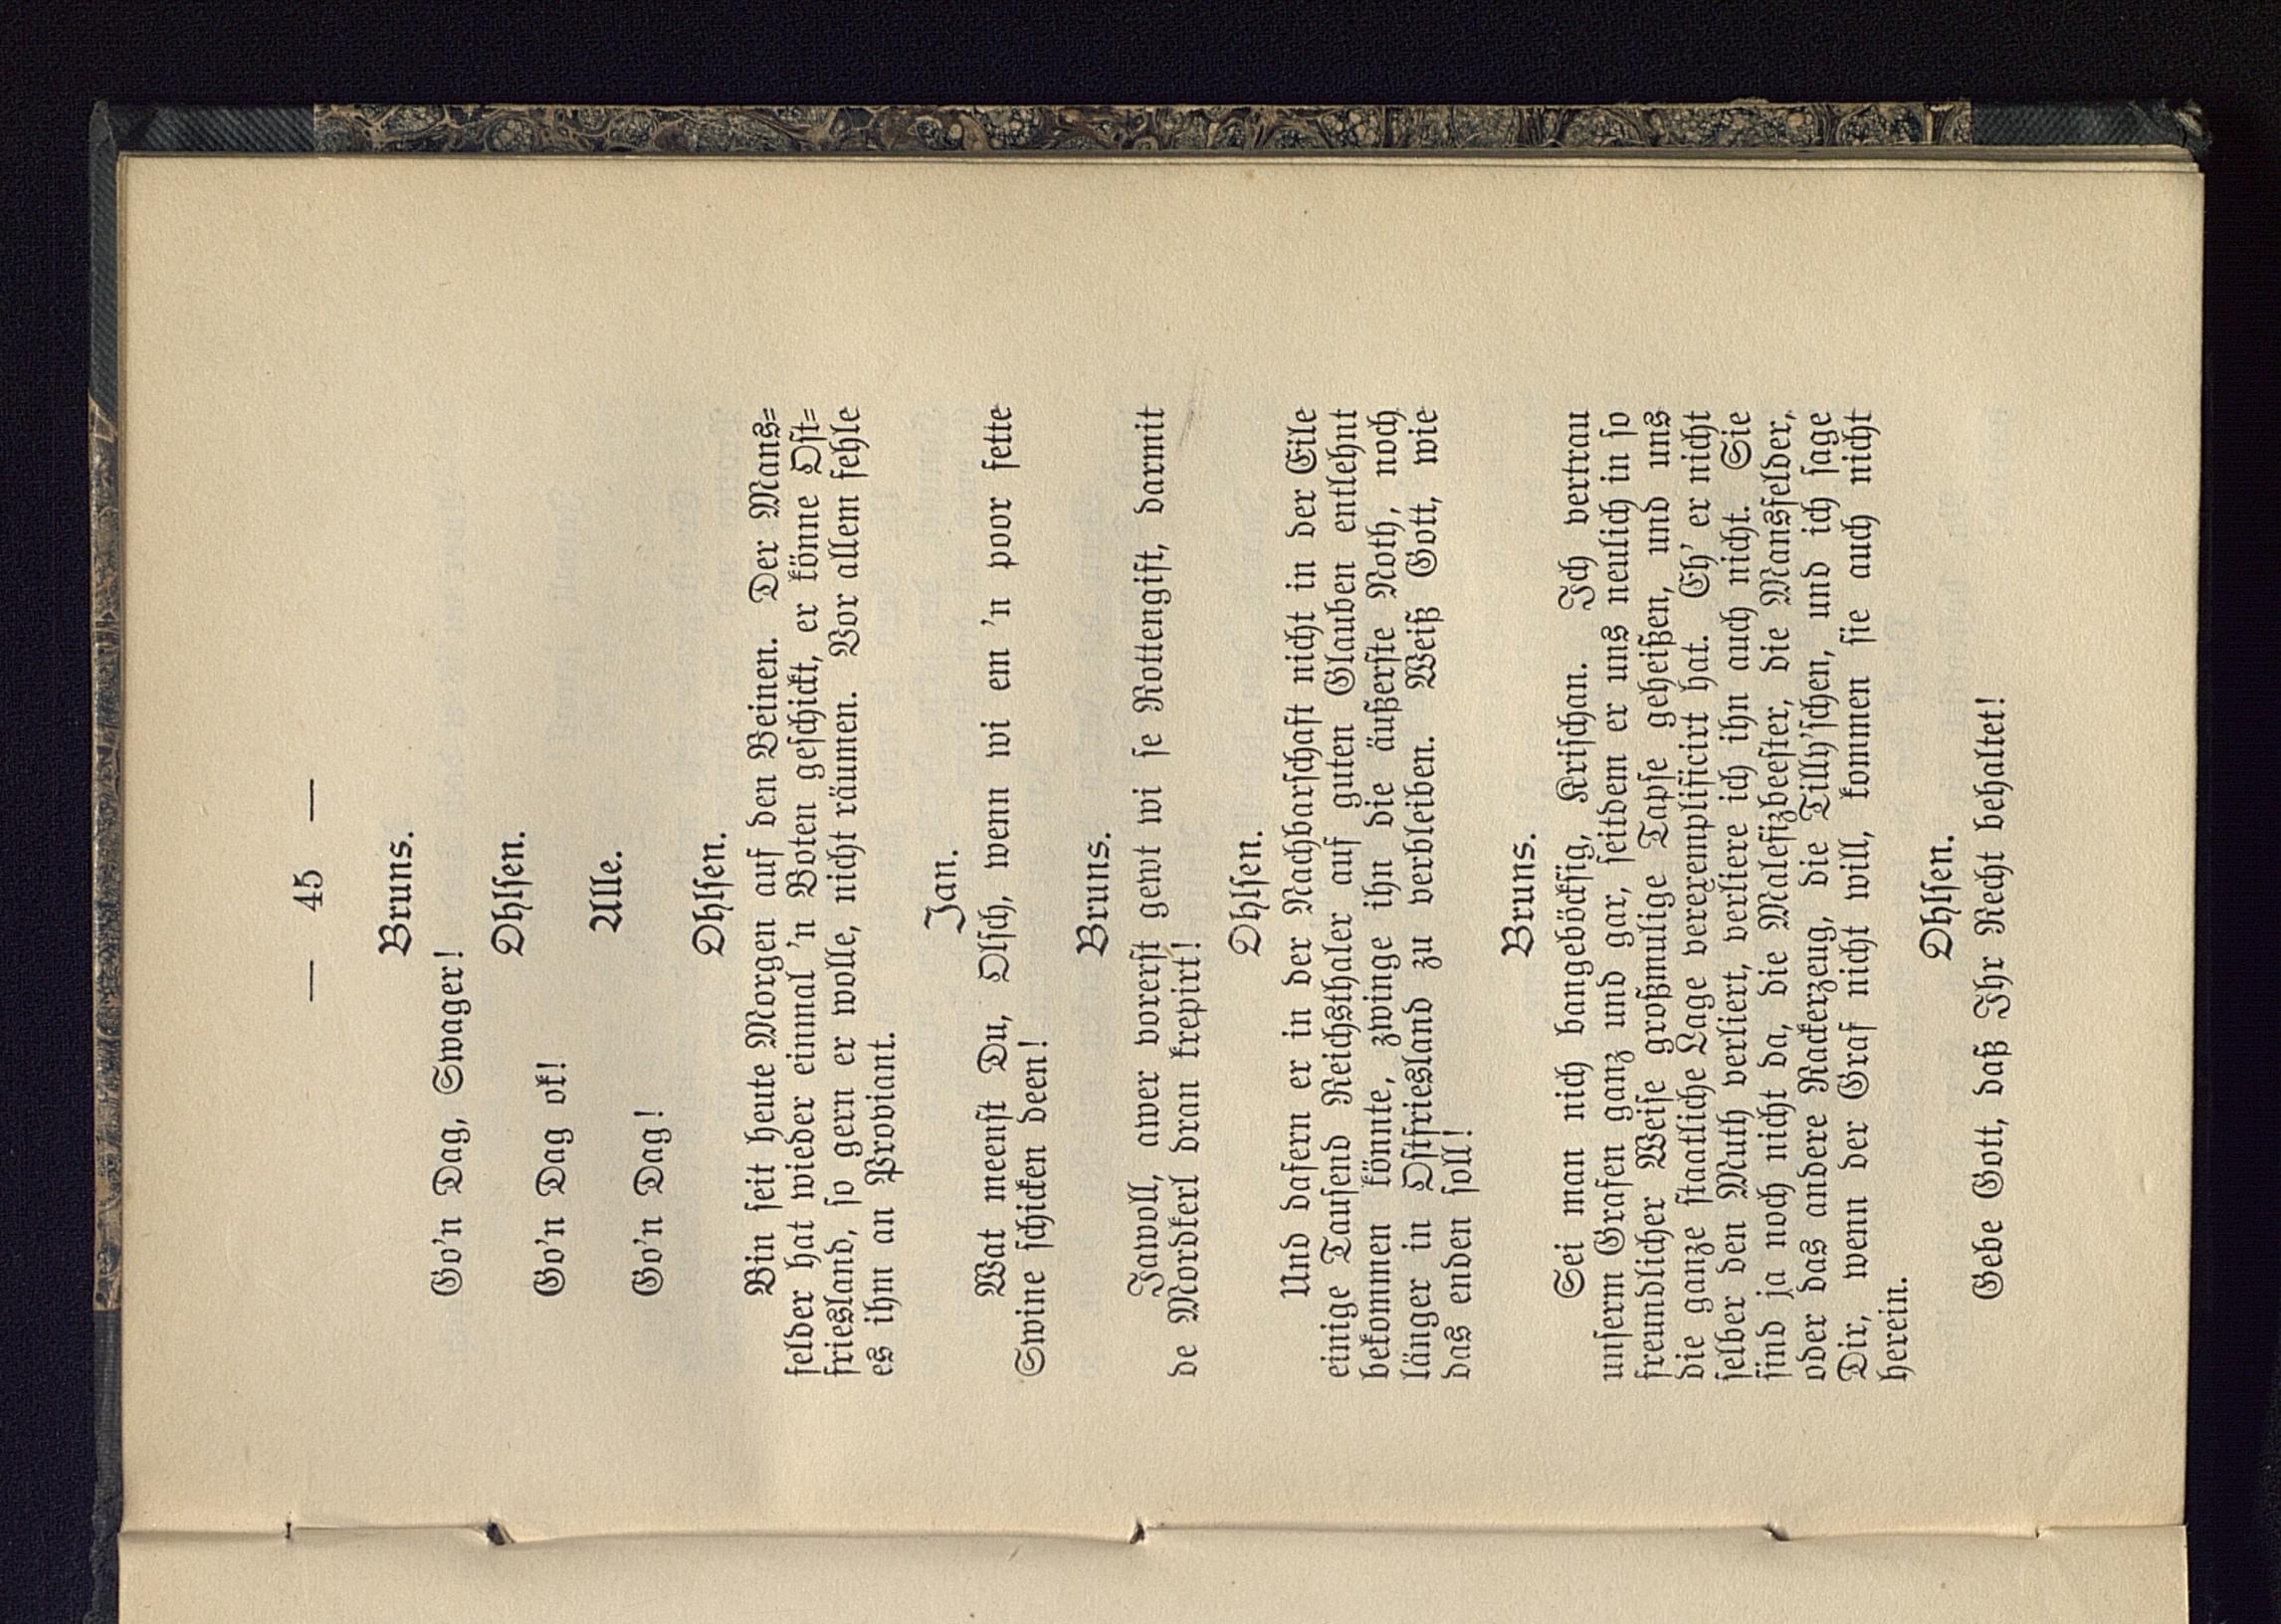 — 45 —
Bruns.
Go'n Dag, Swager!
Ohlsen.
Go'n Dag ok!
Alle.
Go'n Dag!
Ohlsen.
Bin seit heute Morgen auf den Beinen. Der Mans-
felder hat wieder einmal 'n Boten geschickt, er könne Ost-
friesland, so gern er wolle, nicht räumen. Vor allem fehle
es ihm an Proviant.
Jan.
Wat meenst Du, Olsch, wenn wi em 'n poor fette
Swine schicken deen!
Bruns.
Jawoll, awer vorerst gewt wi se Rottengift, darmit
de Mordkerl dran krepirt!
Ohlsen.
Und dafern er in der Nachbarschaft nicht in der Eile
einige Tausend Reichsthaler auf guten Glauben entlehnt
bekommen könnte, zwinge ihn die äußerste Noth, noch
länger in Ostfriesland zu verbleiben. Weiß Gott, wie
das enden soll!
Bruns.
Sei man nich bangeböcksig, Krischan. Ich vertrau
unserm Grafen ganz und gar, seitdem er uns neulich in so
freundlicher Weise großmulige Tapse geheißen, und uns
die ganze staatliche Lage verexemplificirt hat. Eh' er nicht
selber den Muth verliert, verliere ich ihn auch nicht. Sie
sind ja noch nicht da, die Malefizbeester, die Mansfelder,
oder das andere Rackerzeug, die Tilly'schen, und ich sage
Dir, wenn der Graf nicht will, kommen sie auch nicht
herein.
Ohlsen.
Gebe Gott, daß Ihr Recht behaltet!